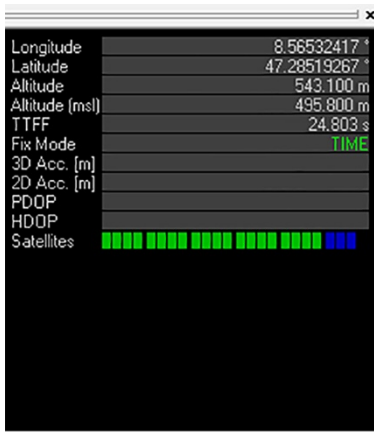 x
Longitude 8.56532417 °
Latitude 47.28519267 °
Altitude 543.100 m
Altitude (msl) 495.800 m
TTFF 24.803 s
Fix Mode TIME
3D Acc. [m]
2D Acc. [m]
PDOP
HDOP
Satellites